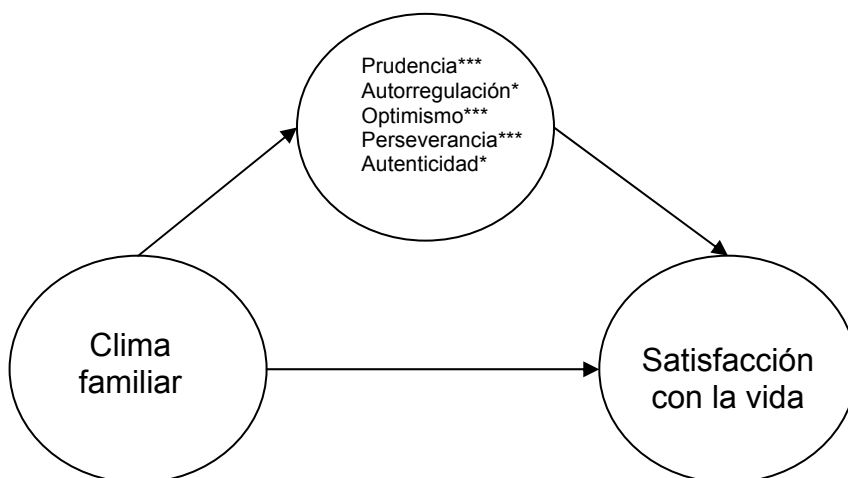 Prudencia***
Autorregulación*
Optimismo***
Perseverancia***
Autenticidad*
Clima
familiar
Satisfacción
con la vida